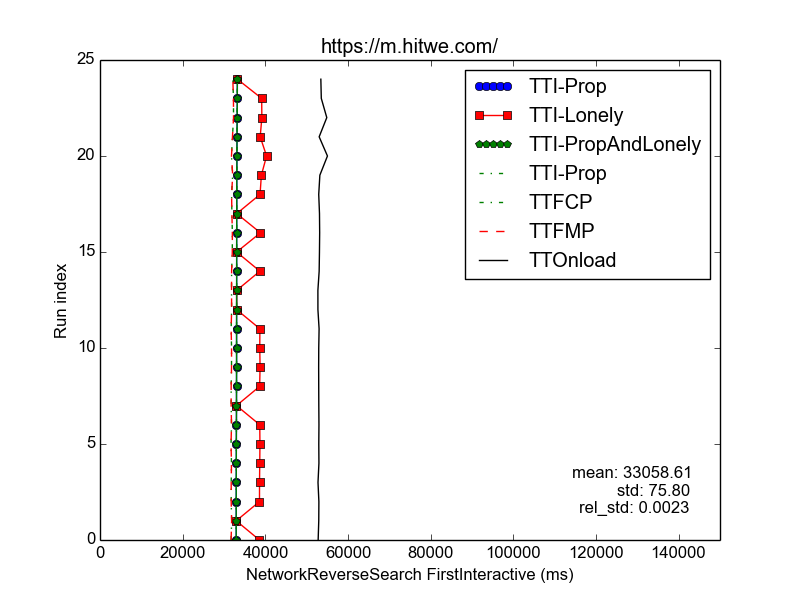 https://m.hitwe.com/
25
20
15
10
5
0
Run index
TTI-Prop
TTI-Lonely
TTI-PropAndLonely
TTI-Prop
TTFCP
TTFMP
TTOnload
mean: 33058.61
std: 75.80
rel_std: 0.0023
0 20000 40000 60000 80000 100000 120000 140000
NetworkReverseSearch FirstInteractive (ms)